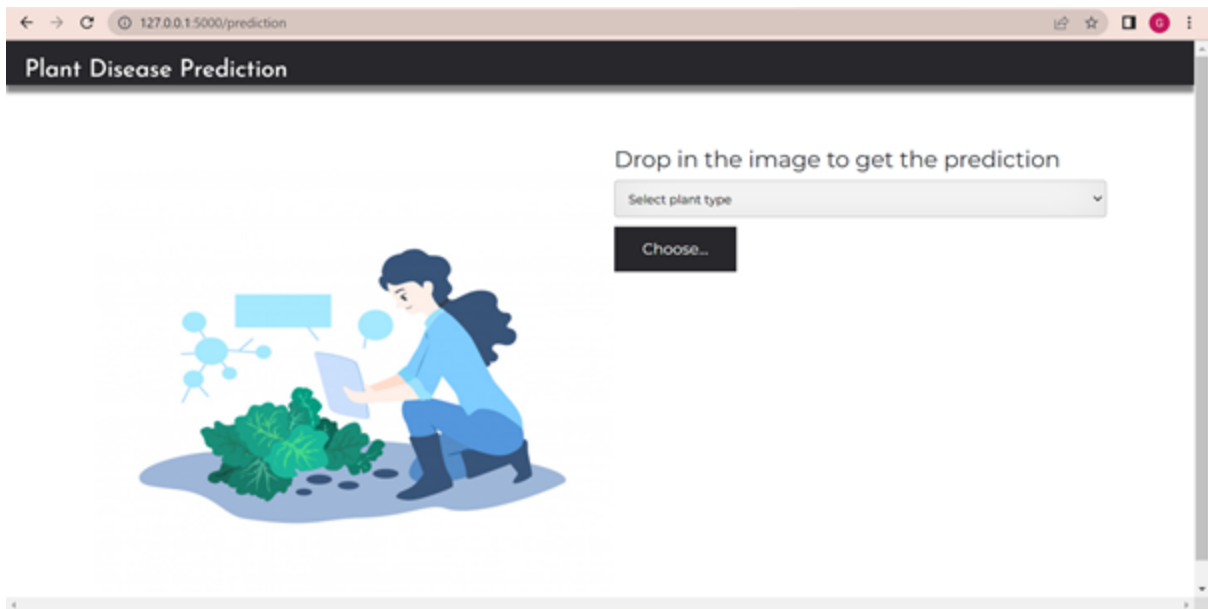 127.0.0.1:5000/prediction
G
Plant Disease Prediction
Drop in the image to get the prediction
Select plant type
Choose...